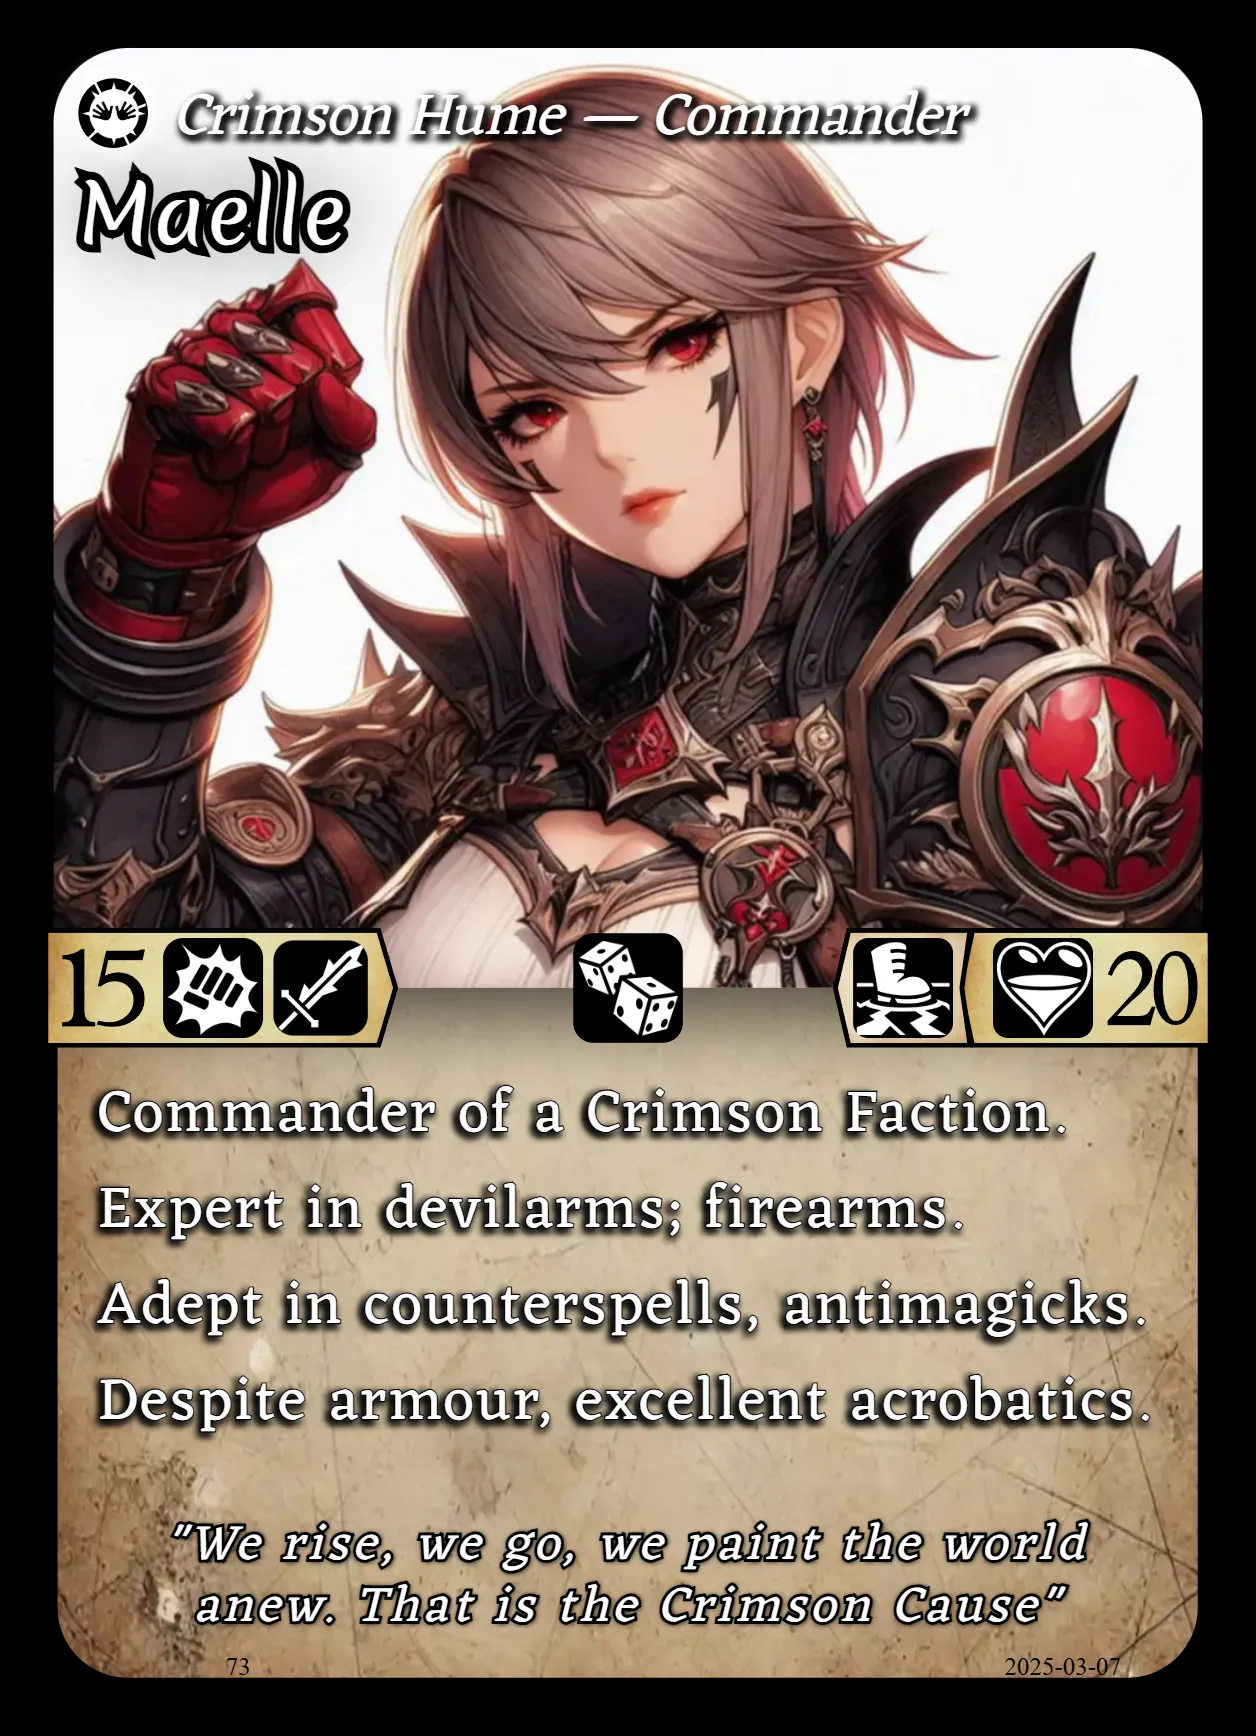 Crimson Hume — Commander
Maelle
15
20
Commander of a Crimson Faction.
Expert in devilarms; firearms.
Adept in counterspells, antimagicks.
Despite armour, excellent acrobatics.
"We rise, we go, we paint the world
anew. That is the Crimson Cause"
73
2025-03-07